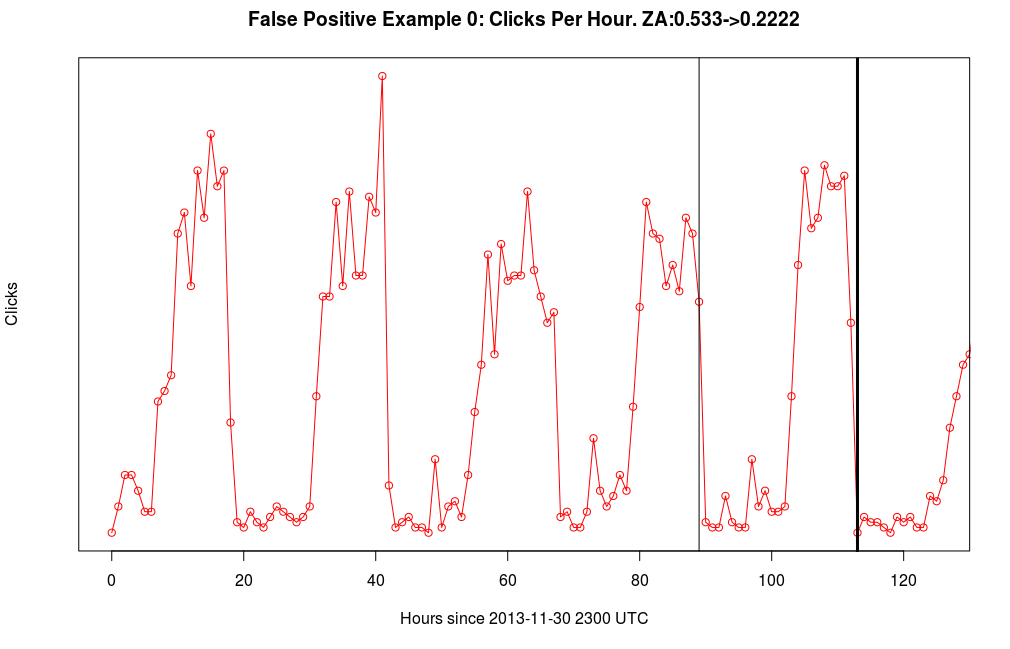 False Positive Example 0: Clicks Per Hour. ZA:0.533->0.2222
Clicks
0 20 40 60 80 100 120
Hours since 2013-11-30 2300 UTC